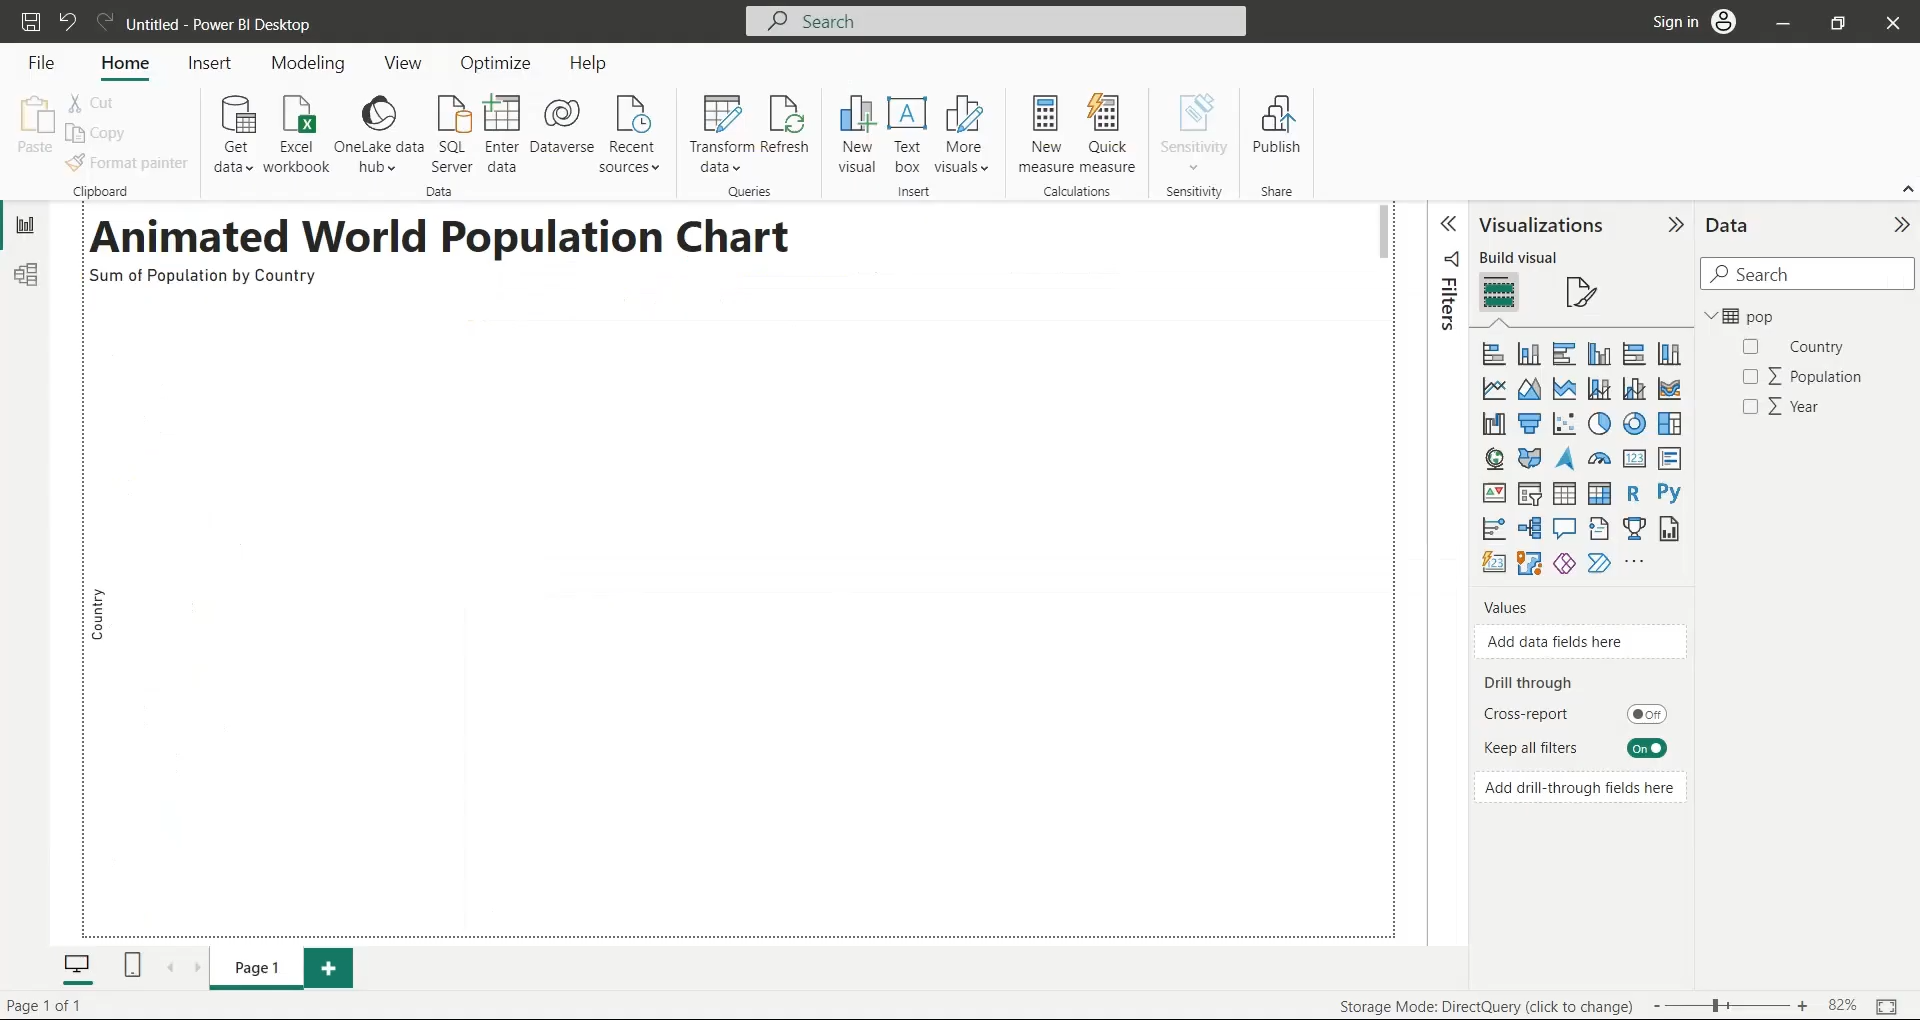 Untitled - Power BI Desktop
Search
Sign in
File Home Insert Modeling View Optimize Help
Paste
Cut
Copy
Format painter
Clipboard
Get data
Excel workbook
OneLake data hub
SQL Server
Enter data
Dataverse
Recent sources
Data
Transform data
Refresh
Queries
New visual
Text box
More visuals
Insert
New measure
Quick measure
Calculations
Sensitivity
Sensitivity
Publish
Share
Animated World Population Chart
Sum of Population by Country
Country
Filters
Visualizations
Build visual
R Py
123
123
Values
Add data fields here
Drill through
Cross-report Off
Keep all filters On
Add drill-through fields here
Data
Search
pop
Country
Σ Population
Σ Year
Page 1
Page 1 of 1
Storage Mode: DirectQuery (click to change)
- + 82%